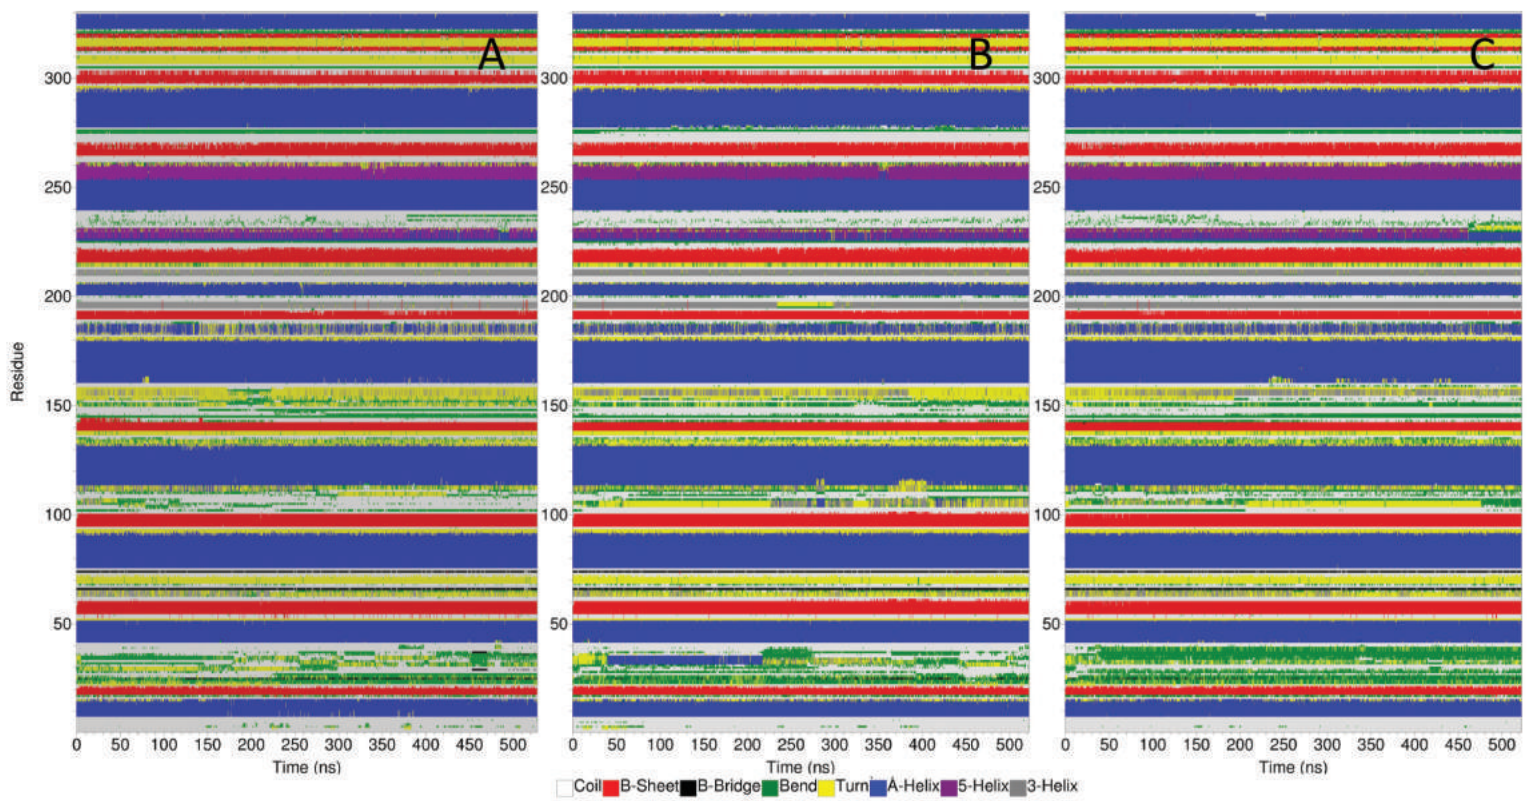 A B C
300 300 300
250 250 250
200 200 200
Residue
150 150 150
100 100 100
50 50 50
0 50 100 150 200 250 300 350 400 450 500 0 50 100 150 200 250 300 350 400 450 500 0 50 100 150 200 250 300 350 400 450 500
Time (ns) Time (ns) Time (ns)
Coil B-Sheet B-Bridge Bend Turn A-Helix 5-Helix 3-Helix